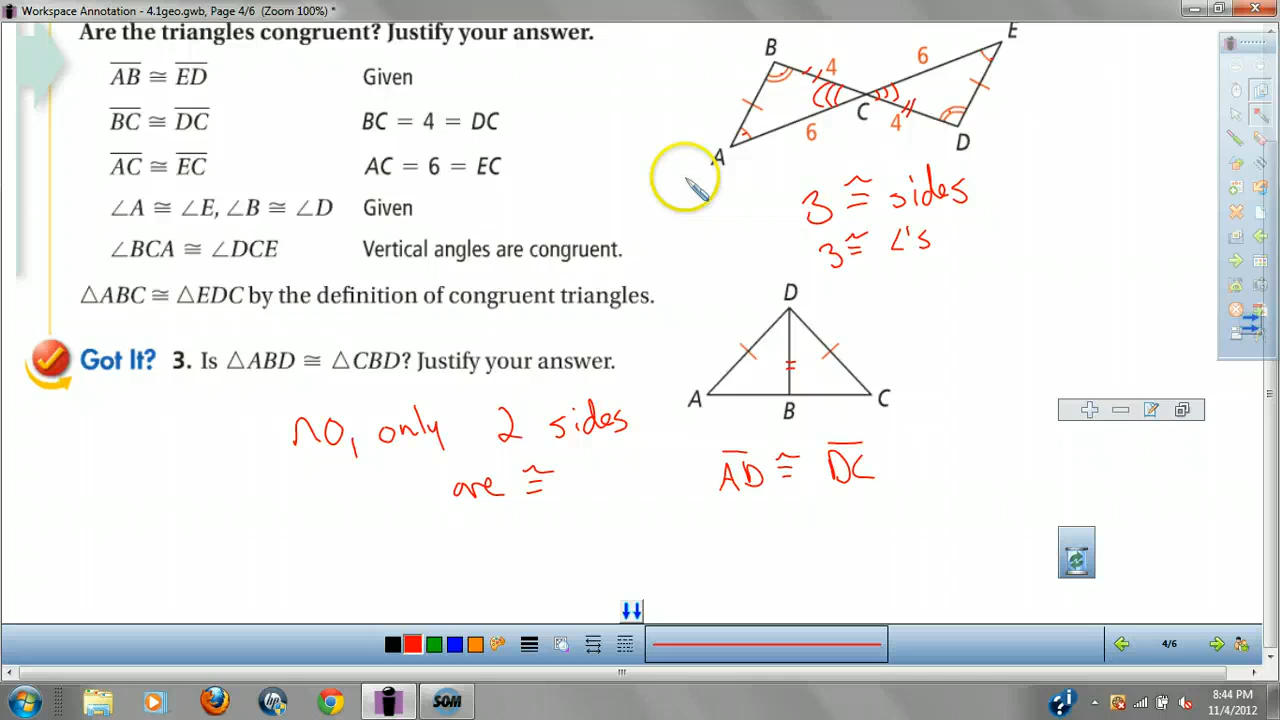 Workspace Annotation - 4.1geo.gwb, Page 4/6 (Zoom 100%) *
Are the triangles congruent? Justify your answer.
AB ≅ ED Given
BC ≅ DC BC = 4 = DC
AC ≅ EC AC = 6 = EC
∠A ≅ ∠E, ∠B ≅ ∠D Given
∠BCA ≅ ∠DCE Vertical angles are congruent.
△ABC ≅ △EDC by the definition of congruent triangles.
B
4
6
E
C
6
4
A
D
3 ≅ sides
3 ≅ ∠'s
Got It? 3. Is △ABD ≅ △CBD? Justify your answer.
D
A
B
C
no, only 2 sides
are ≅
AD ≅ DC
4/6
hp
SOM
8:44 PM
11/4/2012